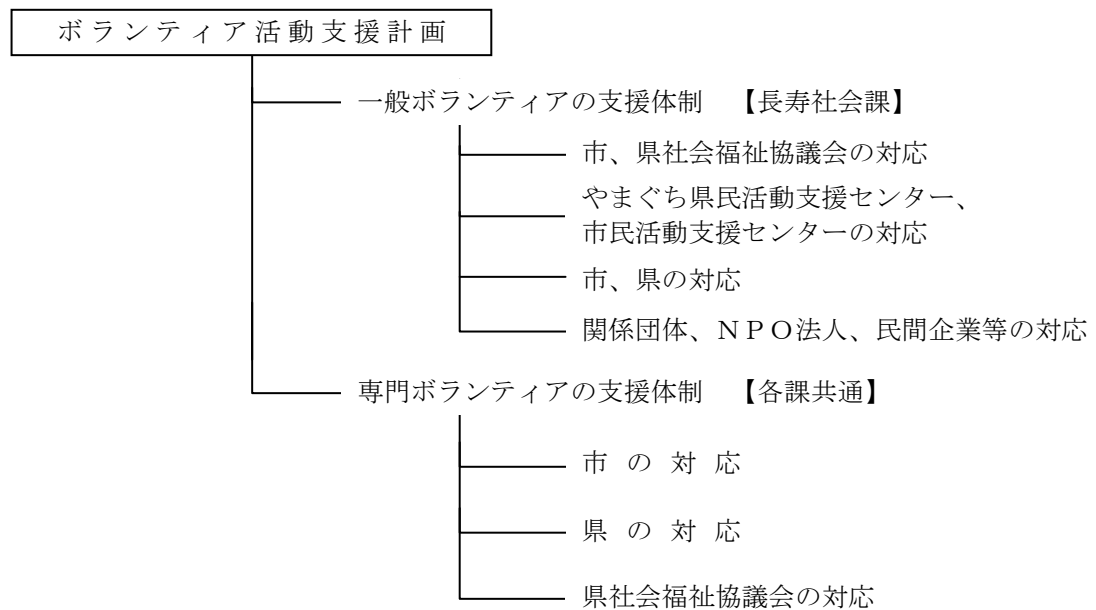 ボランティア活動支援計画
一般ボランティアの支援体制　【長寿社会課】
市、県社会福祉協議会の対応
やまぐち県民活動支援センター、
市民活動支援センターの対応
市、県の対応
関係団体、ＮＰＯ法人、民間企業等の対応
専門ボランティアの支援体制　【各課共通】
市の対応
県の対応
県社会福祉協議会の対応